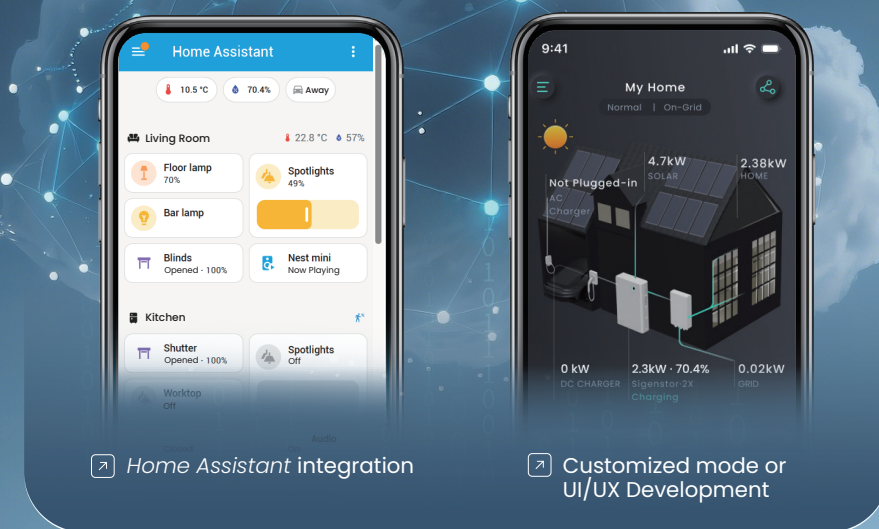 Home Assistant
10.5 °C
70.4%
Away
Living Room
22.8 °C
57%
Floor lamp
70%
Spotlights
49%
Bar lamp
Blinds
Opened · 100%
Nest mini
Now Playing
Kitchen
Shutter
Opened · 100%
Spotlights
Off
Worktop
Off
Audio
Home Assistant integration
9:41
My Home
Normal | On-Grid
4.7kW
SOLAR
2.38kW
HOME
Not Plugged-in
AC
Charger
0 kW
DC CHARGER
2.3kW · 70.4%
Sigenstor·2X
Charging
0.02kW
GRID
Customized mode or
UI/UX Development